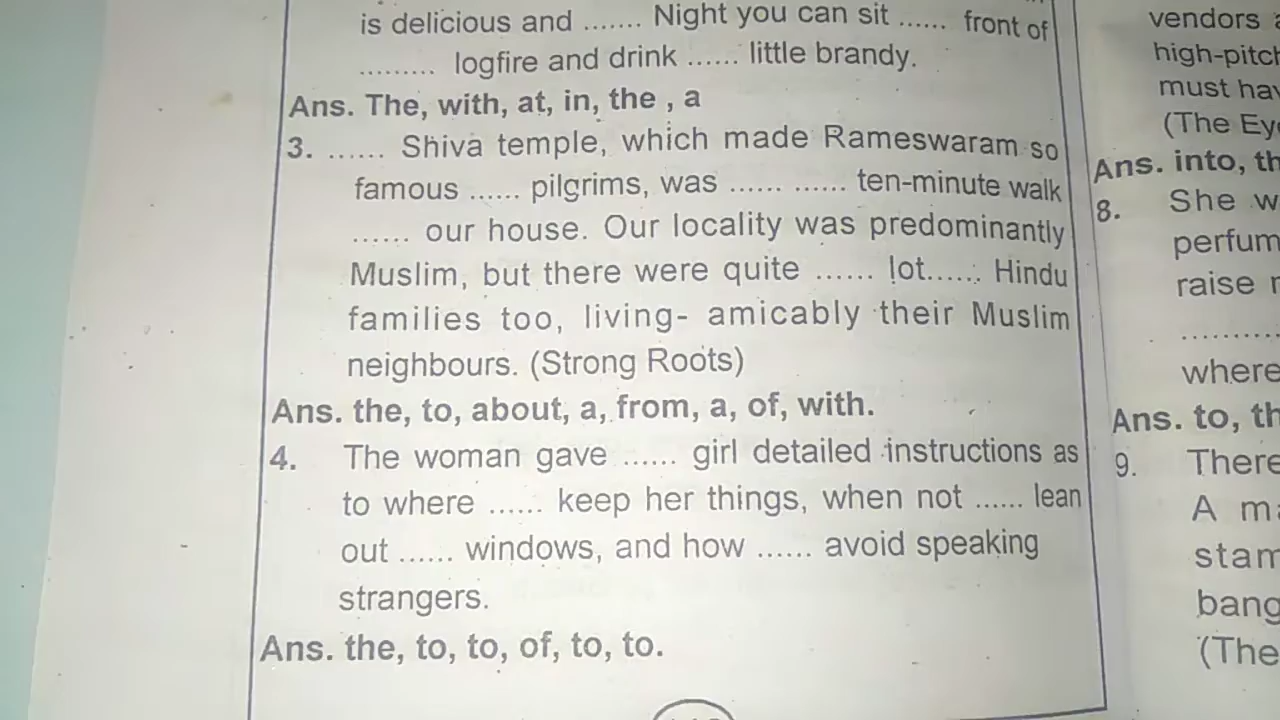 is delicious and ....... Night you can sit ...... front of
......... logfire and drink ...... little brandy.
Ans. The, with, at, in, the , a
3. ...... Shiva temple, which made Rameswaram so
famous ...... pilgrims, was ...... ...... ten-minute walk
...... our house. Our locality was predominantly
Muslim, but there were quite ...... lot...... Hindu
families too, living- amicably their Muslim
neighbours. (Strong Roots)
Ans. the, to, about, a, from, a, of, with.
4. The woman gave ...... girl detailed instructions as
to where ...... keep her things, when not ...... lean
out ...... windows, and how ...... avoid speaking
strangers.
Ans. the, to, to, of, to, to.
vendors
high-pitch
must
(The
Ans. into,
8. She
perfum
raise
..........
where
Ans. to,
9. There
A
stam
bang
(The